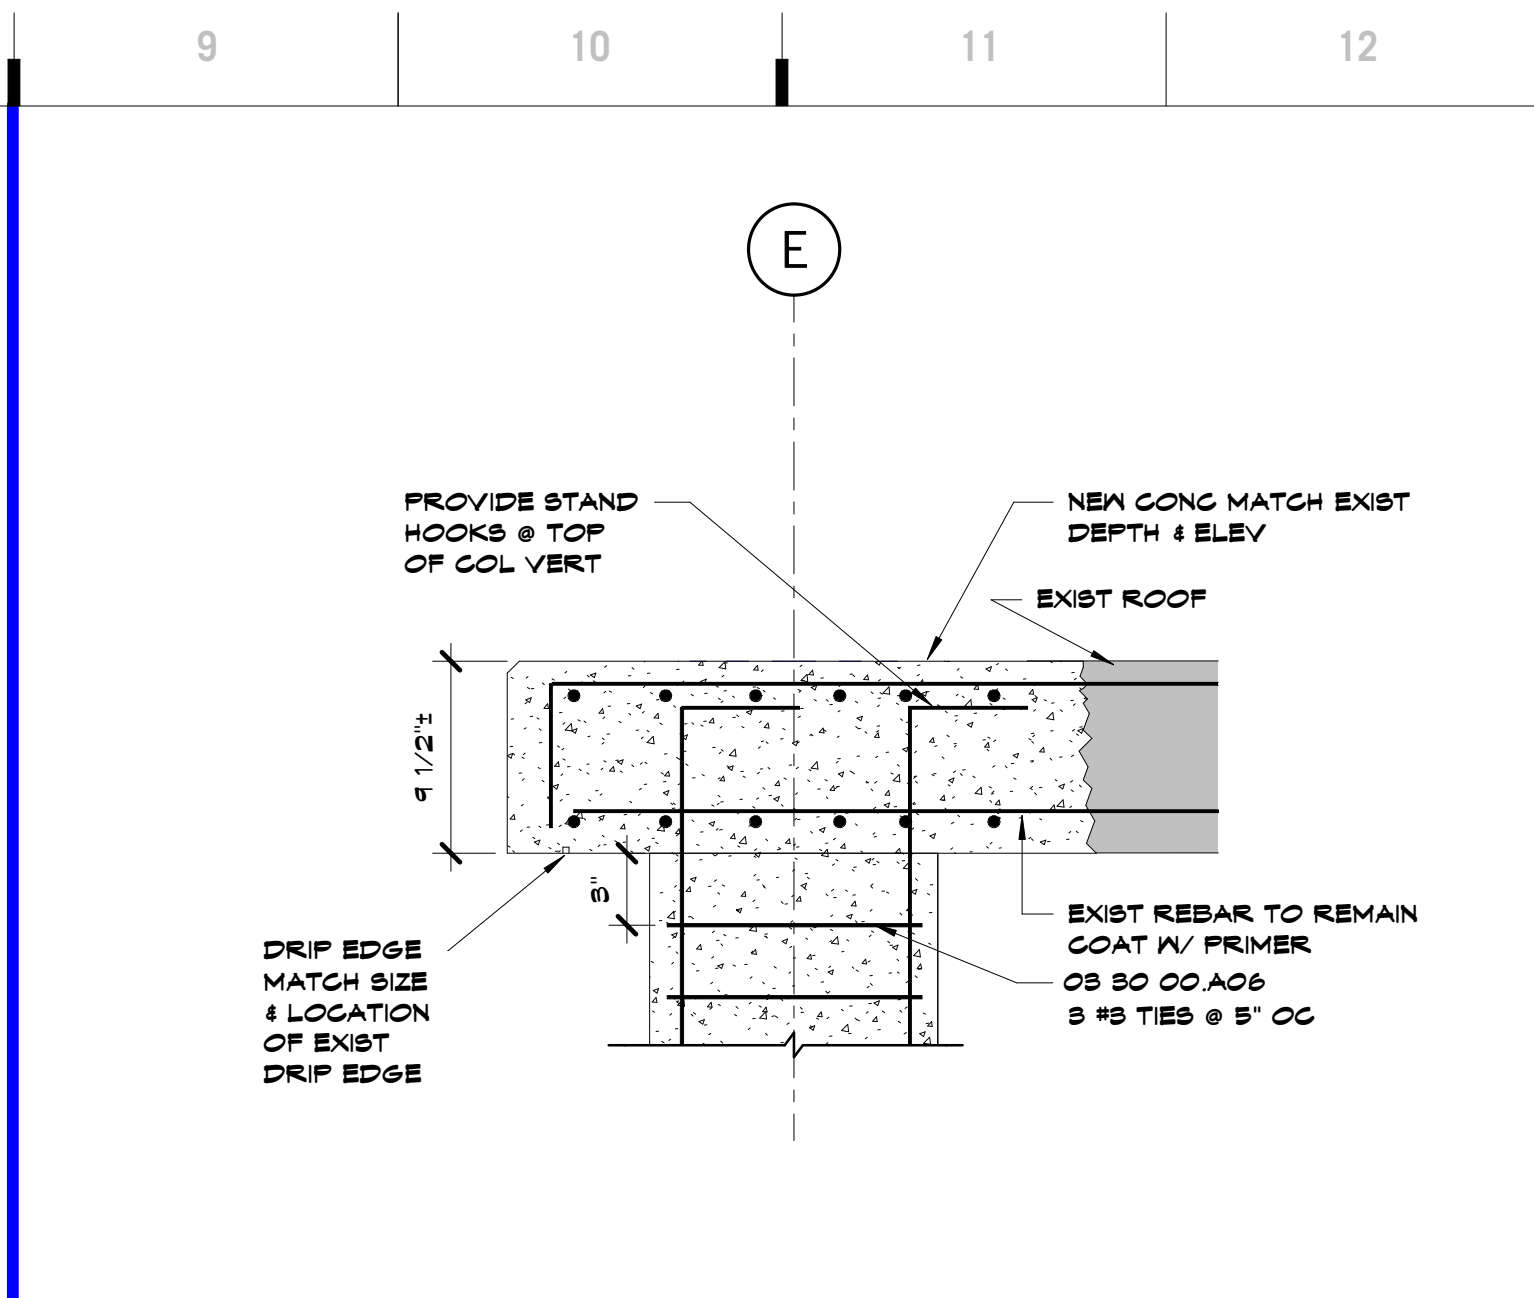 9
10
11
12
E
PROVIDE STAND
HOOKS @ TOP
OF COL VERT
NEW CONC MATCH EXIST
DEPTH & ELEV
EXIST ROOF
9 1/2"±
3"
DRIP EDGE
MATCH SIZE
& LOCATION
OF EXIST
DRIP EDGE
EXIST REBAR TO REMAIN
COAT W/ PRIMER
03 30 00.A06
3 #3 TIES @ 5" OC